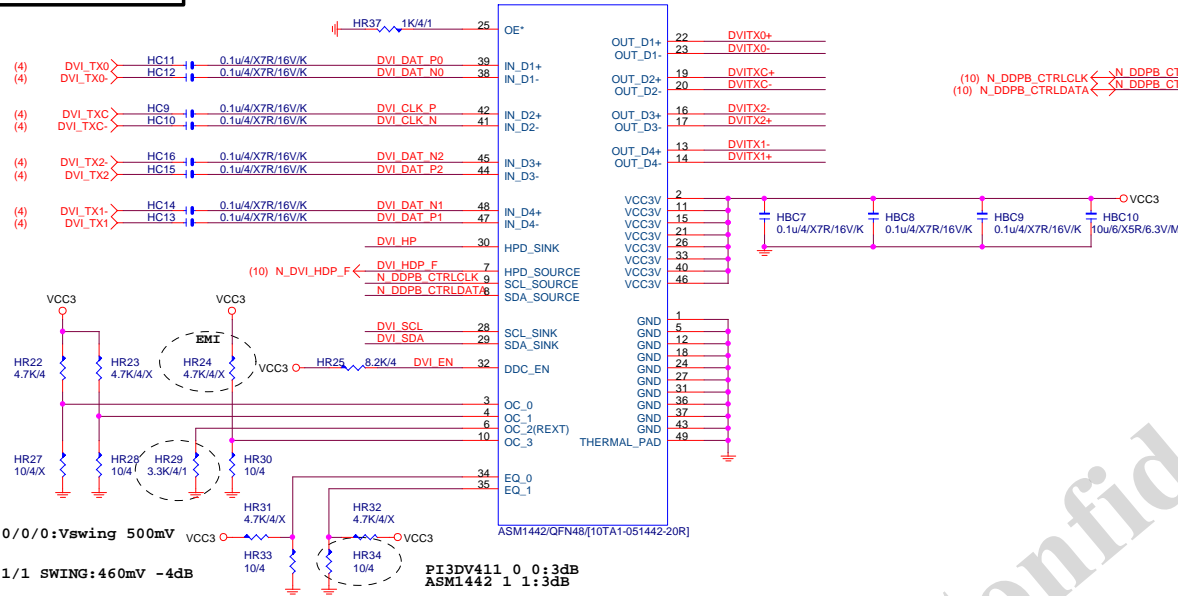 HR37 1K/4/1 25 OE*
OUT_D1+ 22 DVITX0+
OUT_D1- 23 DVITX0-
(4) DVI_TX0 HC11 0.1u/4/X7R/16V/K DVI_DAT_P0 39 IN_D1+
(4) DVI_TX0- HC12 0.1u/4/X7R/16V/K DVI_DAT_N0 38 IN_D1-
OUT_D2+ 19 DVITXC+
OUT_D2- 20 DVITXC-
(10) N_DDPB_CTRLCLK N_DDPB_CT
(10) N_DDPB_CTRLDATA N_DDPB_CT
(4) DVI_TXC HC9 0.1u/4/X7R/16V/K DVI_CLK_P 42 IN_D2+
(4) DVI_TXC- HC10 0.1u/4/X7R/16V/K DVI_CLK_N 41 IN_D2-
OUT_D3+ 16 DVITX2-
OUT_D3- 17 DVITX2+
(4) DVI_TX2- HC16 0.1u/4/X7R/16V/K DVI_DAT_N2 45 IN_D3+
(4) DVI_TX2 HC15 0.1u/4/X7R/16V/K DVI_DAT_P2 44 IN_D3-
OUT_D4+ 13 DVITX1-
OUT_D4- 14 DVITX1+
(4) DVI_TX1- HC14 0.1u/4/X7R/16V/K DVI_DAT_N1 48 IN_D4+
(4) DVI_TX1 HC13 0.1u/4/X7R/16V/K DVI_DAT_P1 47 IN_D4-
VCC3V 2 VCC3
VCC3V 11
VCC3V 15
VCC3V 21
VCC3V 26
VCC3V 33
VCC3V 40
VCC3V 46
HBC7 0.1u/4/X7R/16V/K
HBC8 0.1u/4/X7R/16V/K
HBC9 0.1u/4/X7R/16V/K
HBC10 10u/6/X5R/6.3V/M
DVI_HP 30 HPD_SINK
(10) N_DVI_HDP_F DVI_HDP_F 7 HPD_SOURCE
N_DDPB_CTRLCLK 9 SCL_SOURCE
N_DDPB_CTRLDATA 8 SDA_SOURCE
DVI_SCL 28 SCL_SINK
DVI_SDA 29 SDA_SINK
GND 1
GND 5
GND 12
GND 18
GND 24
GND 27
GND 31
GND 36
GND 37
GND 43
THERMAL_PAD 49
VCC3 VCC3
EMI
HR22 4.7K/4
HR23 4.7K/4/X
HR24 4.7K/4/X
VCC3 HR25 8.2K/4 DVI_EN 32 DDC_EN
3 OC_0
4 OC_1
6 OC_2(REXT)
10 OC_3
HR27 10/4/X
HR28 10/4
HR29 3.3K/4/1
HR30 10/4
34 EQ_0
35 EQ_1
HR31 4.7K/4/X
HR32 4.7K/4/X
0/0/0:Vswing 500mV VCC3 VCC3
ASM1442/QFN48/[10TA1-051442-20R]
HR33 10/4
HR34 10/4
1/1 SWING:460mV -4dB
PI3DV411 0 0:3dB
ASM1442 1 1:3dB
onfid